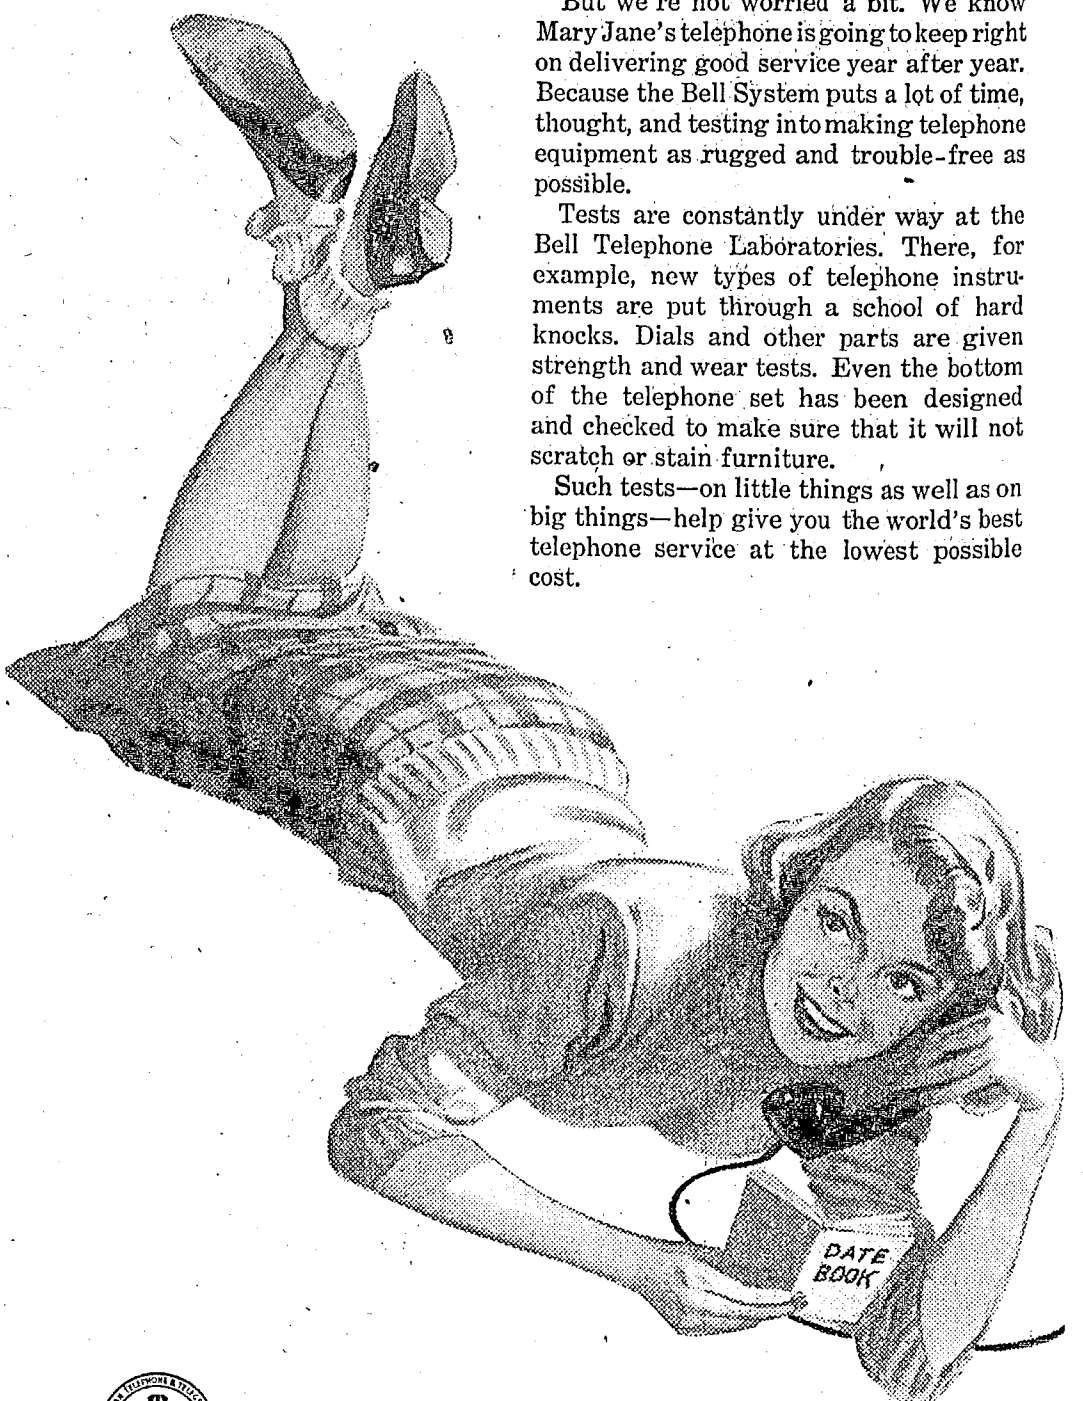 But we're not worried a bit. We know
Mary Jane's telephone is going to keep right
on delivering good service year after year.
Because the Bell System puts a lot of time,
thought, and testing into making telephone
equipment as rugged and trouble-free as
possible.
Tests are constantly under way at the
Bell Telephone Laboratories. There, for
example, new types of telephone instru-
ments are put through a school of hard
knocks. Dials and other parts are given
strength and wear tests. Even the bottom
of the telephone set has been designed
and checked to make sure that it will not
scratch or stain furniture.
Such tests—on little things as well as on
big things—help give you the world's best
telephone service at the lowest possible
cost.
DATE
BOOK
TELEPHONE & TELEG